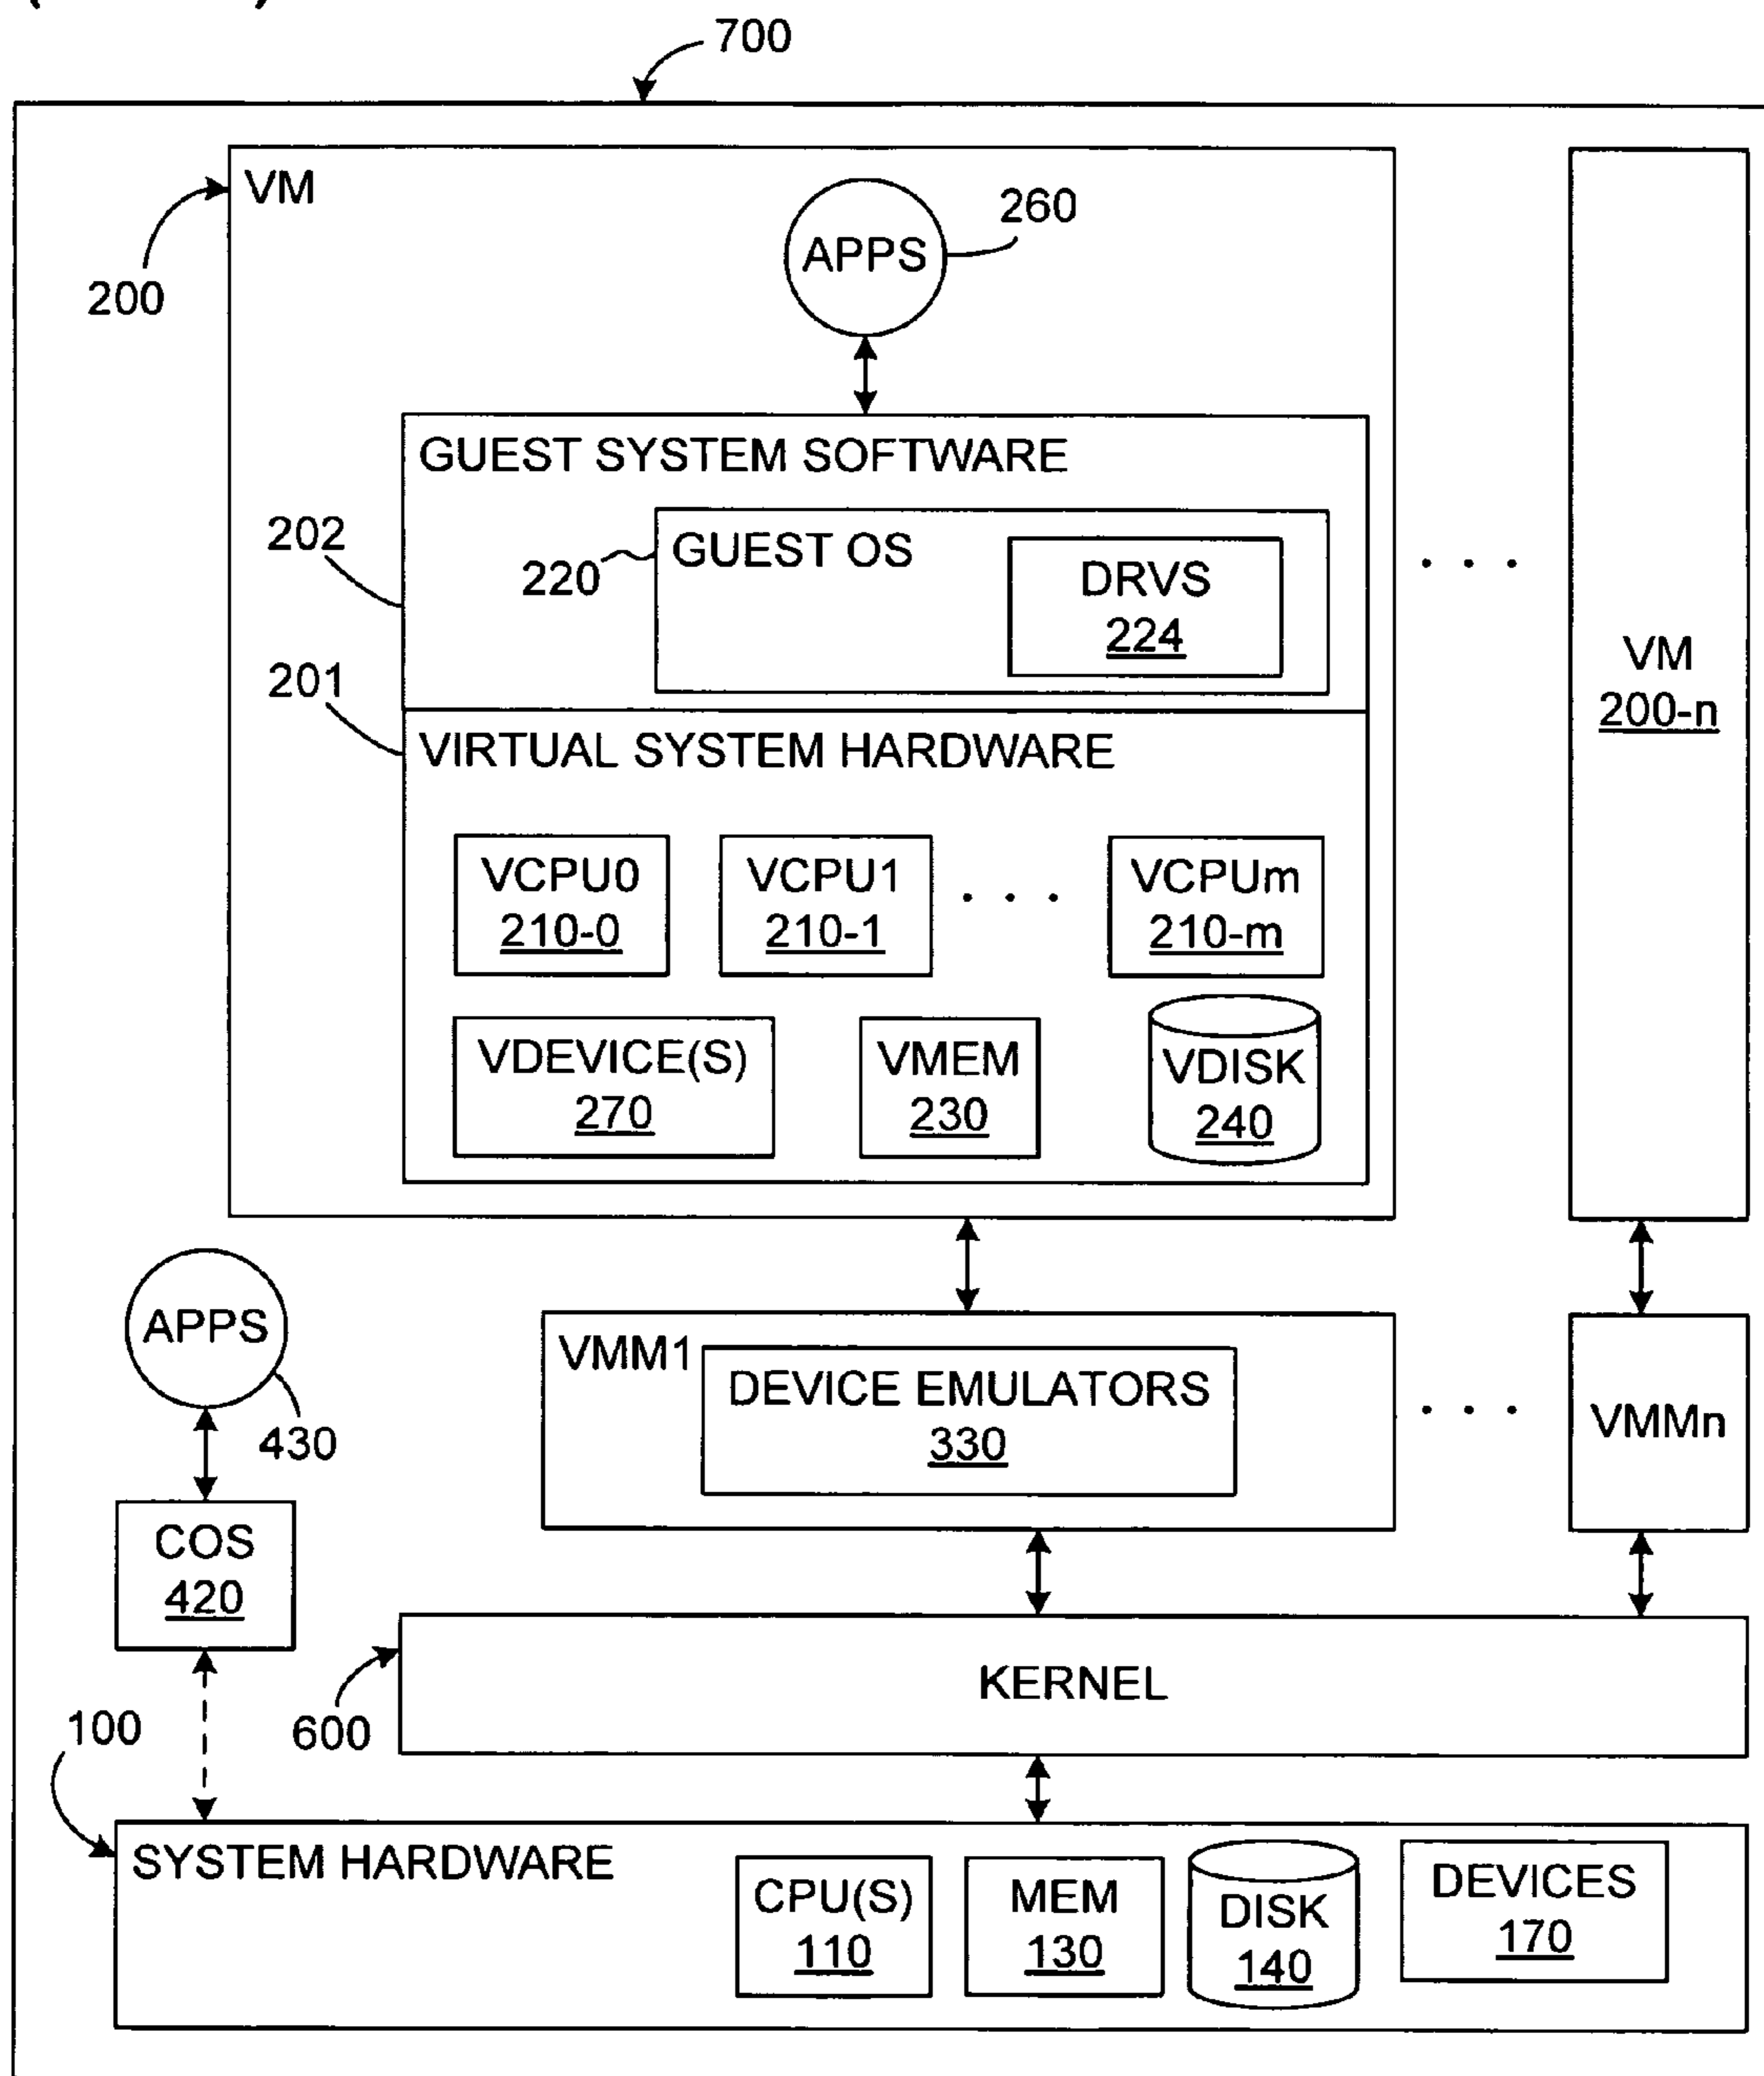 700
VM
200
APPS
260
GUEST SYSTEM SOFTWARE
202
GUEST OS
220
DRVS
224
. . .
VM
200-n
201
VIRTUAL SYSTEM HARDWARE
VCPU0
210-0
VCPU1
210-1
. . .
VCPUm
210-m
VDEVICE(S)
270
VMEM
230
VDISK
240
APPS
430
VMM1
DEVICE EMULATORS
330
. . .
VMMn
COS
420
KERNEL
600
100
SYSTEM HARDWARE
CPU(S)
110
MEM
130
DISK
140
DEVICES
170